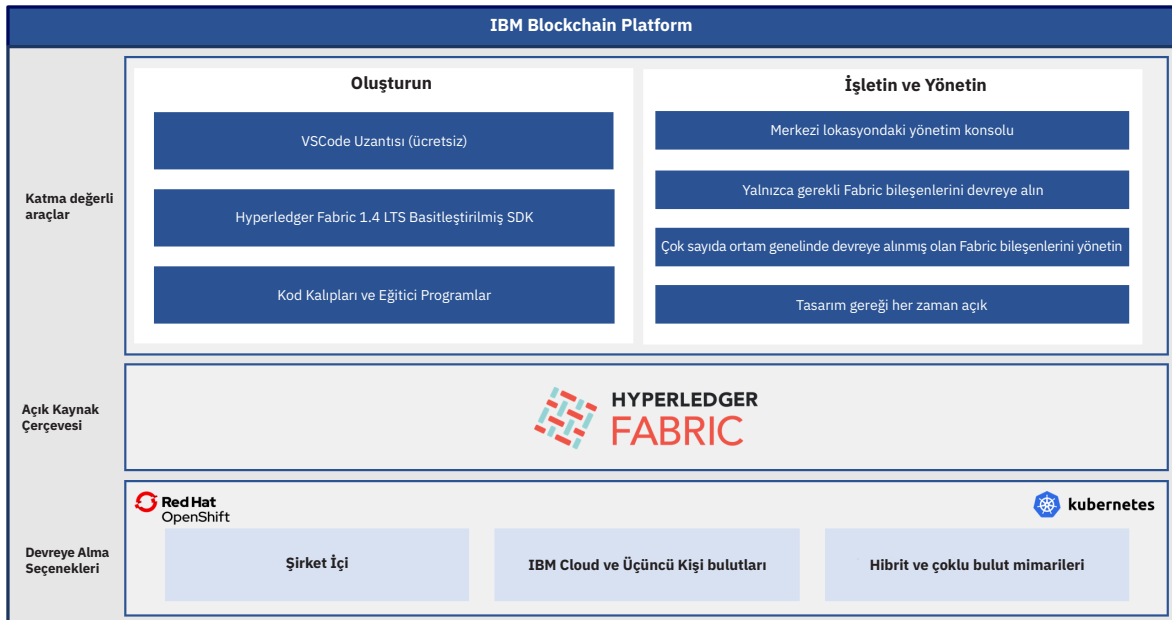 IBM Blockchain Platform
Katma değerli
araçlar
Oluşturun
VSCode Uzantısı (ücretsiz)
Hyperledger Fabric 1.4 LTS Basitleştirilmiş SDK
Kod Kalıpları ve Eğitici Programlar
İşletin ve Yönetin
Merkezi lokasyondaki yönetim konsolu
Yalnızca gerekli Fabric bileşenlerini devreye alın
Çok sayıda ortam genelinde devreye alınmış olan Fabric bileşenlerini yönetin
Tasarım gereği her zaman açık
Açık Kaynak
Çerçevesi
HYPERLEDGER
FABRIC
Devreye Alma
Seçenekleri
Red Hat
OpenShift
kubernetes
Şirket İçi
IBM Cloud ve Üçüncü Kişi bulutları
Hibrit ve çoklu bulut mimarileri